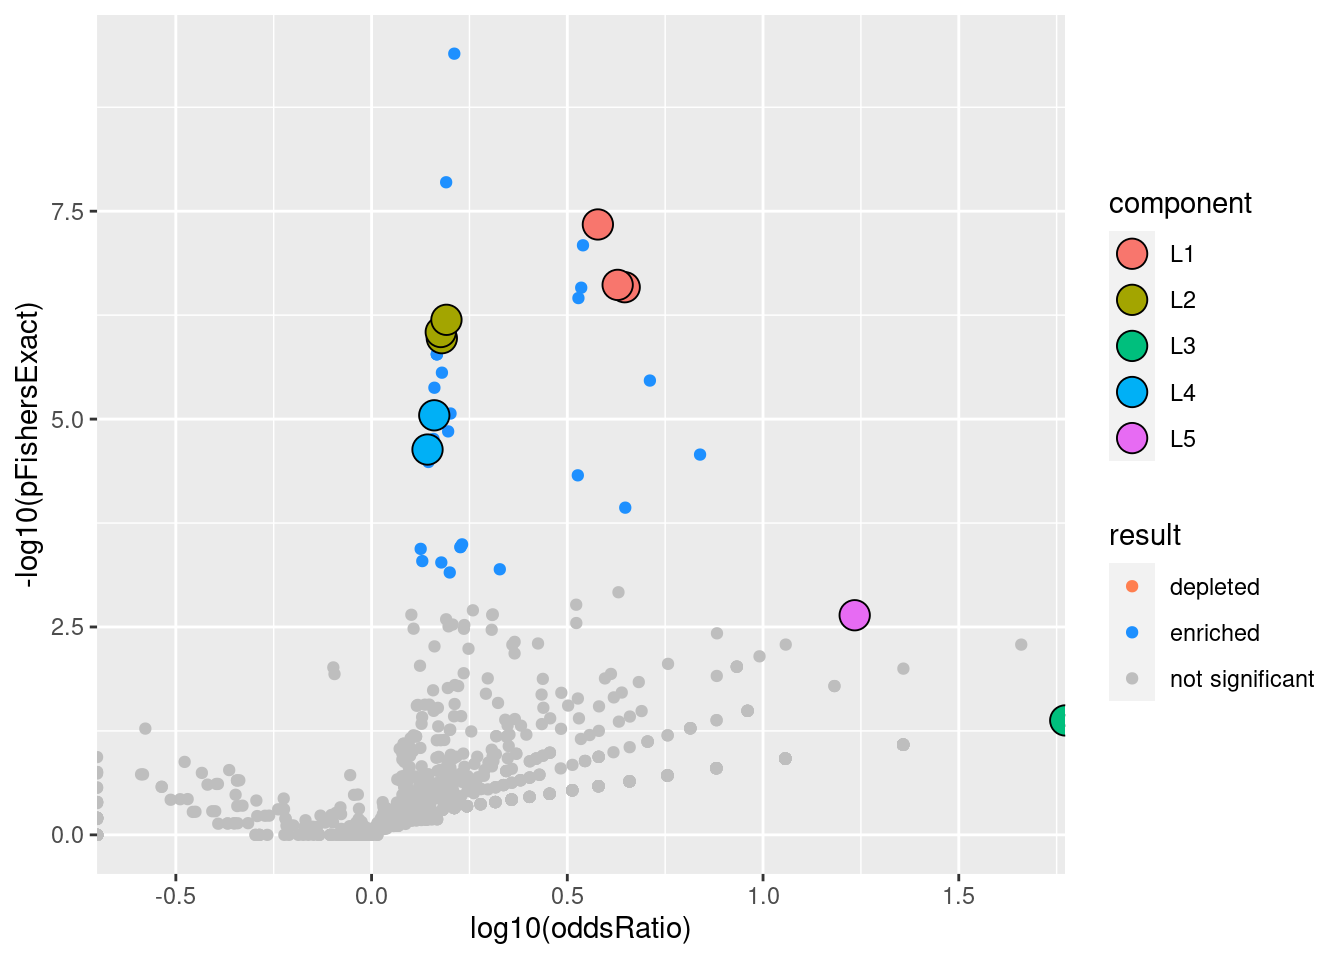 -log10(pFishersExact)
7.5
5.0
2.5
0.0
-0.5
0.0
0.5
1.0
1.5
log10(oddsRatio)
component
L1
L2
L3
L4
L5
result
depleted
enriched
not significant